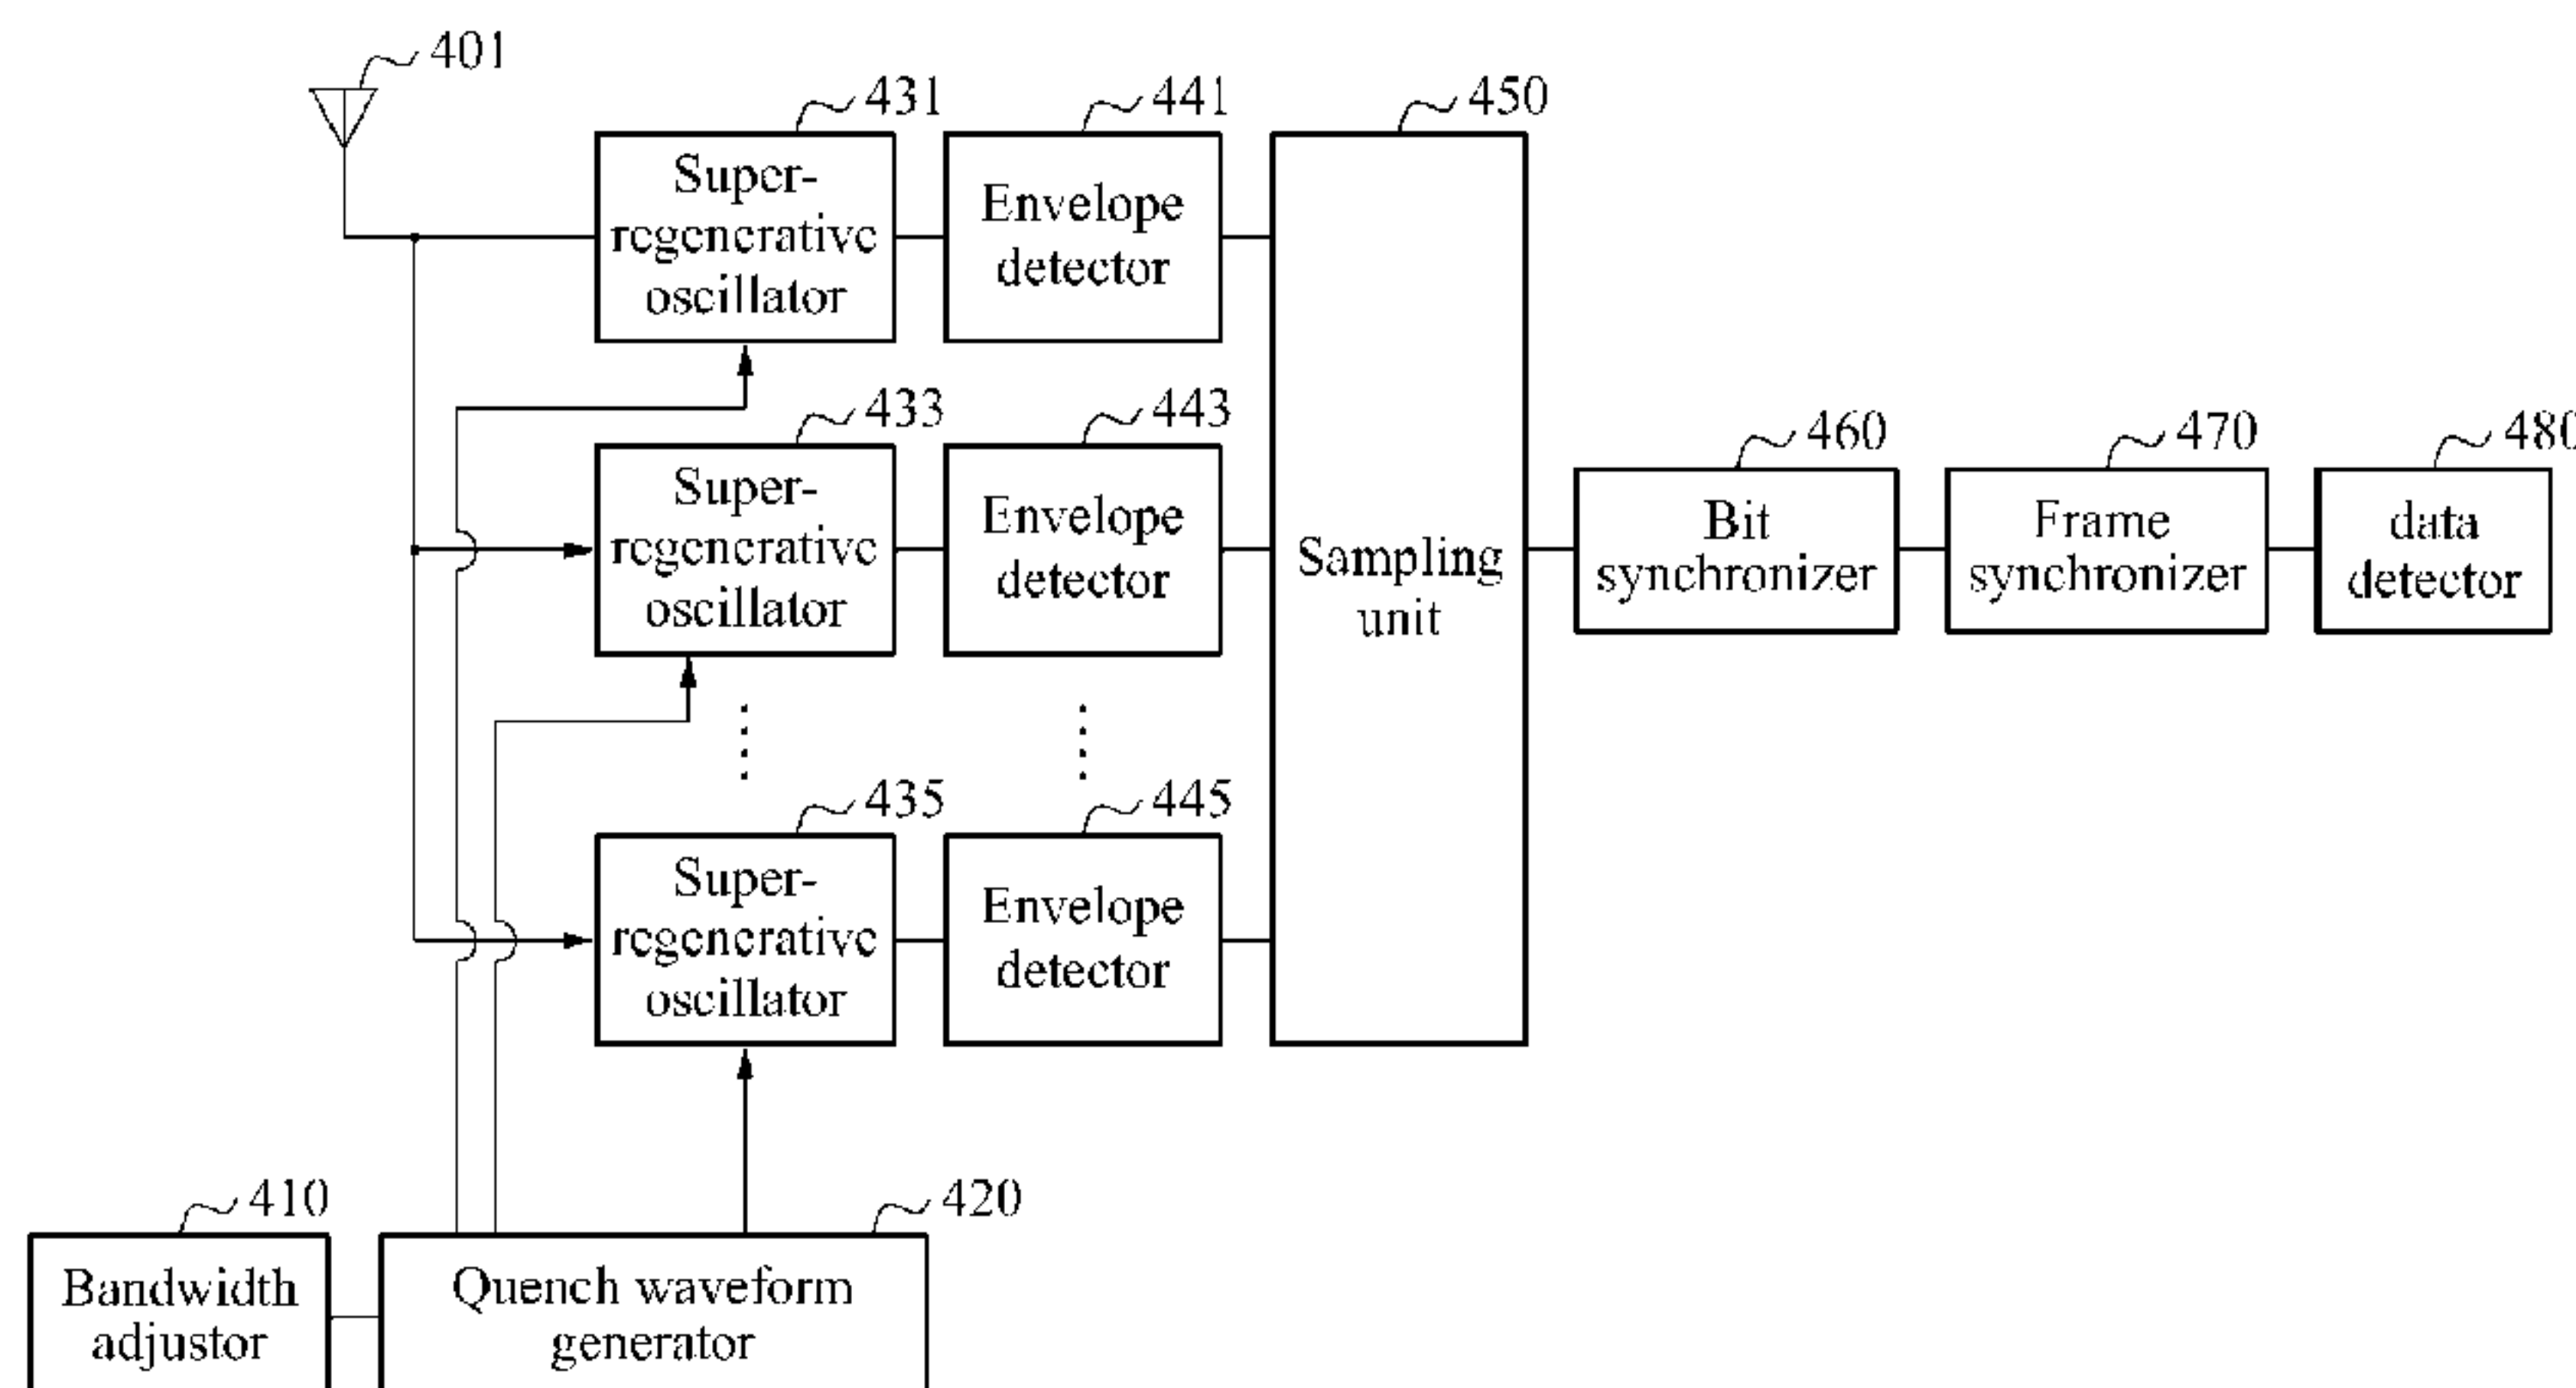 401
431
441
450
Super-
regenerative
oscillator
Envelope
detector
433
443
Super-
regenerative
oscillator
Envelope
detector
Sampling
unit
460
470
480
Bit
synchronizer
Frame
synchronizer
data
detector
435
445
Super-
regenerative
oscillator
Envelope
detector
410
420
Bandwidth
adjustor
Quench waveform
generator